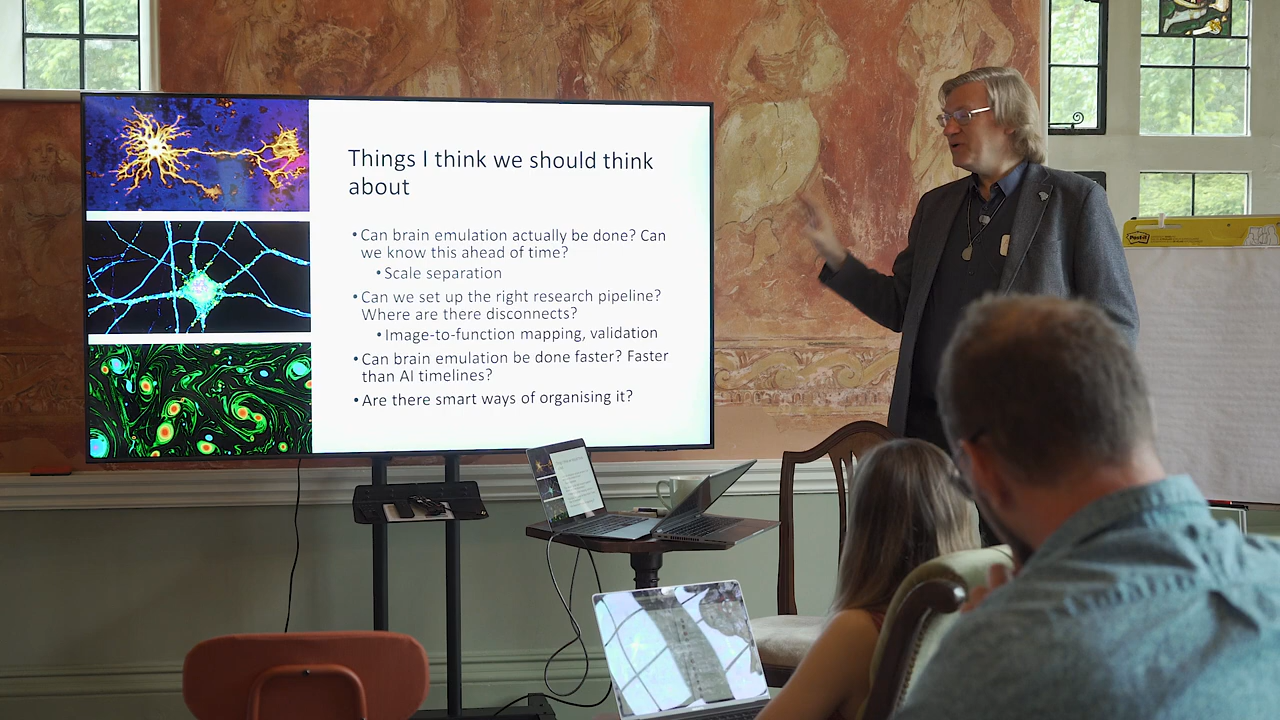 Things I think we should think
about
•Can brain emulation actually be done? Can
we know this ahead of time?
•Scale separation
•Can we set up the right research pipeline?
Where are there disconnects?
•Image-to-function mapping, validation
•Can brain emulation be done faster? Faster
than AI timelines?
•Are there smart ways of organising it?
Post-it